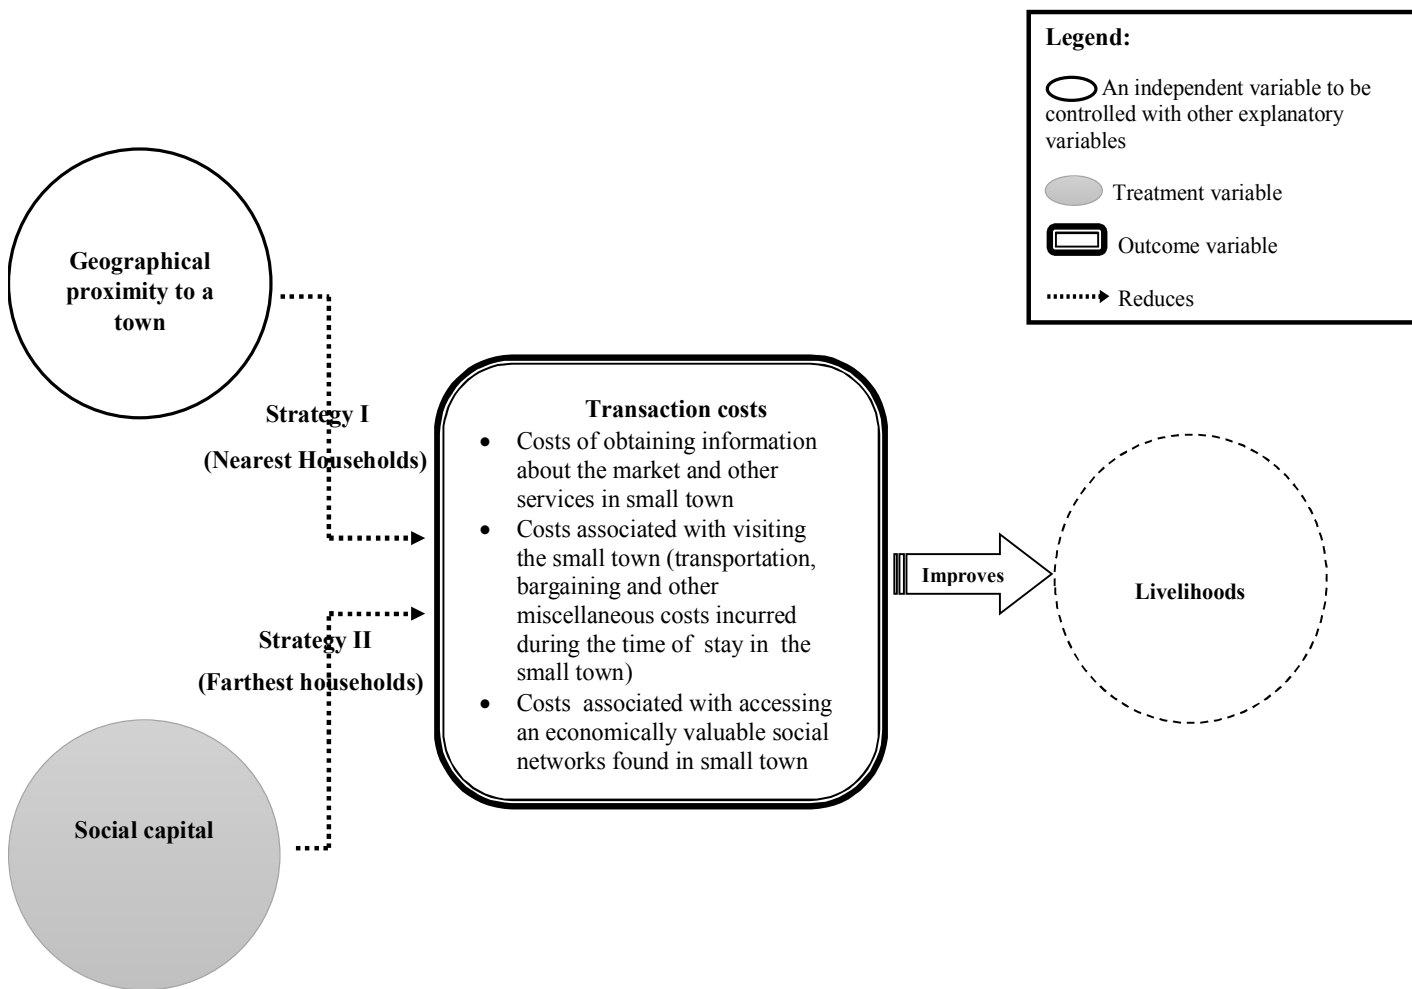 Legend:
An independent variable to be
controlled with other explanatory
variables
Treatment variable
Outcome variable
Reduces
Geographical
proximity to a
town
Strategy I
(Nearest Households)
Transaction costs
• Costs of obtaining information
about the market and other
services in small town
• Costs associated with visiting
the small town (transportation,
bargaining and other
miscellaneous costs incurred
during the time of stay in the
small town)
• Costs associated with accessing
an economically valuable social
networks found in small town
Improves
Livelihoods
Strategy II
(Farthest households)
Social capital